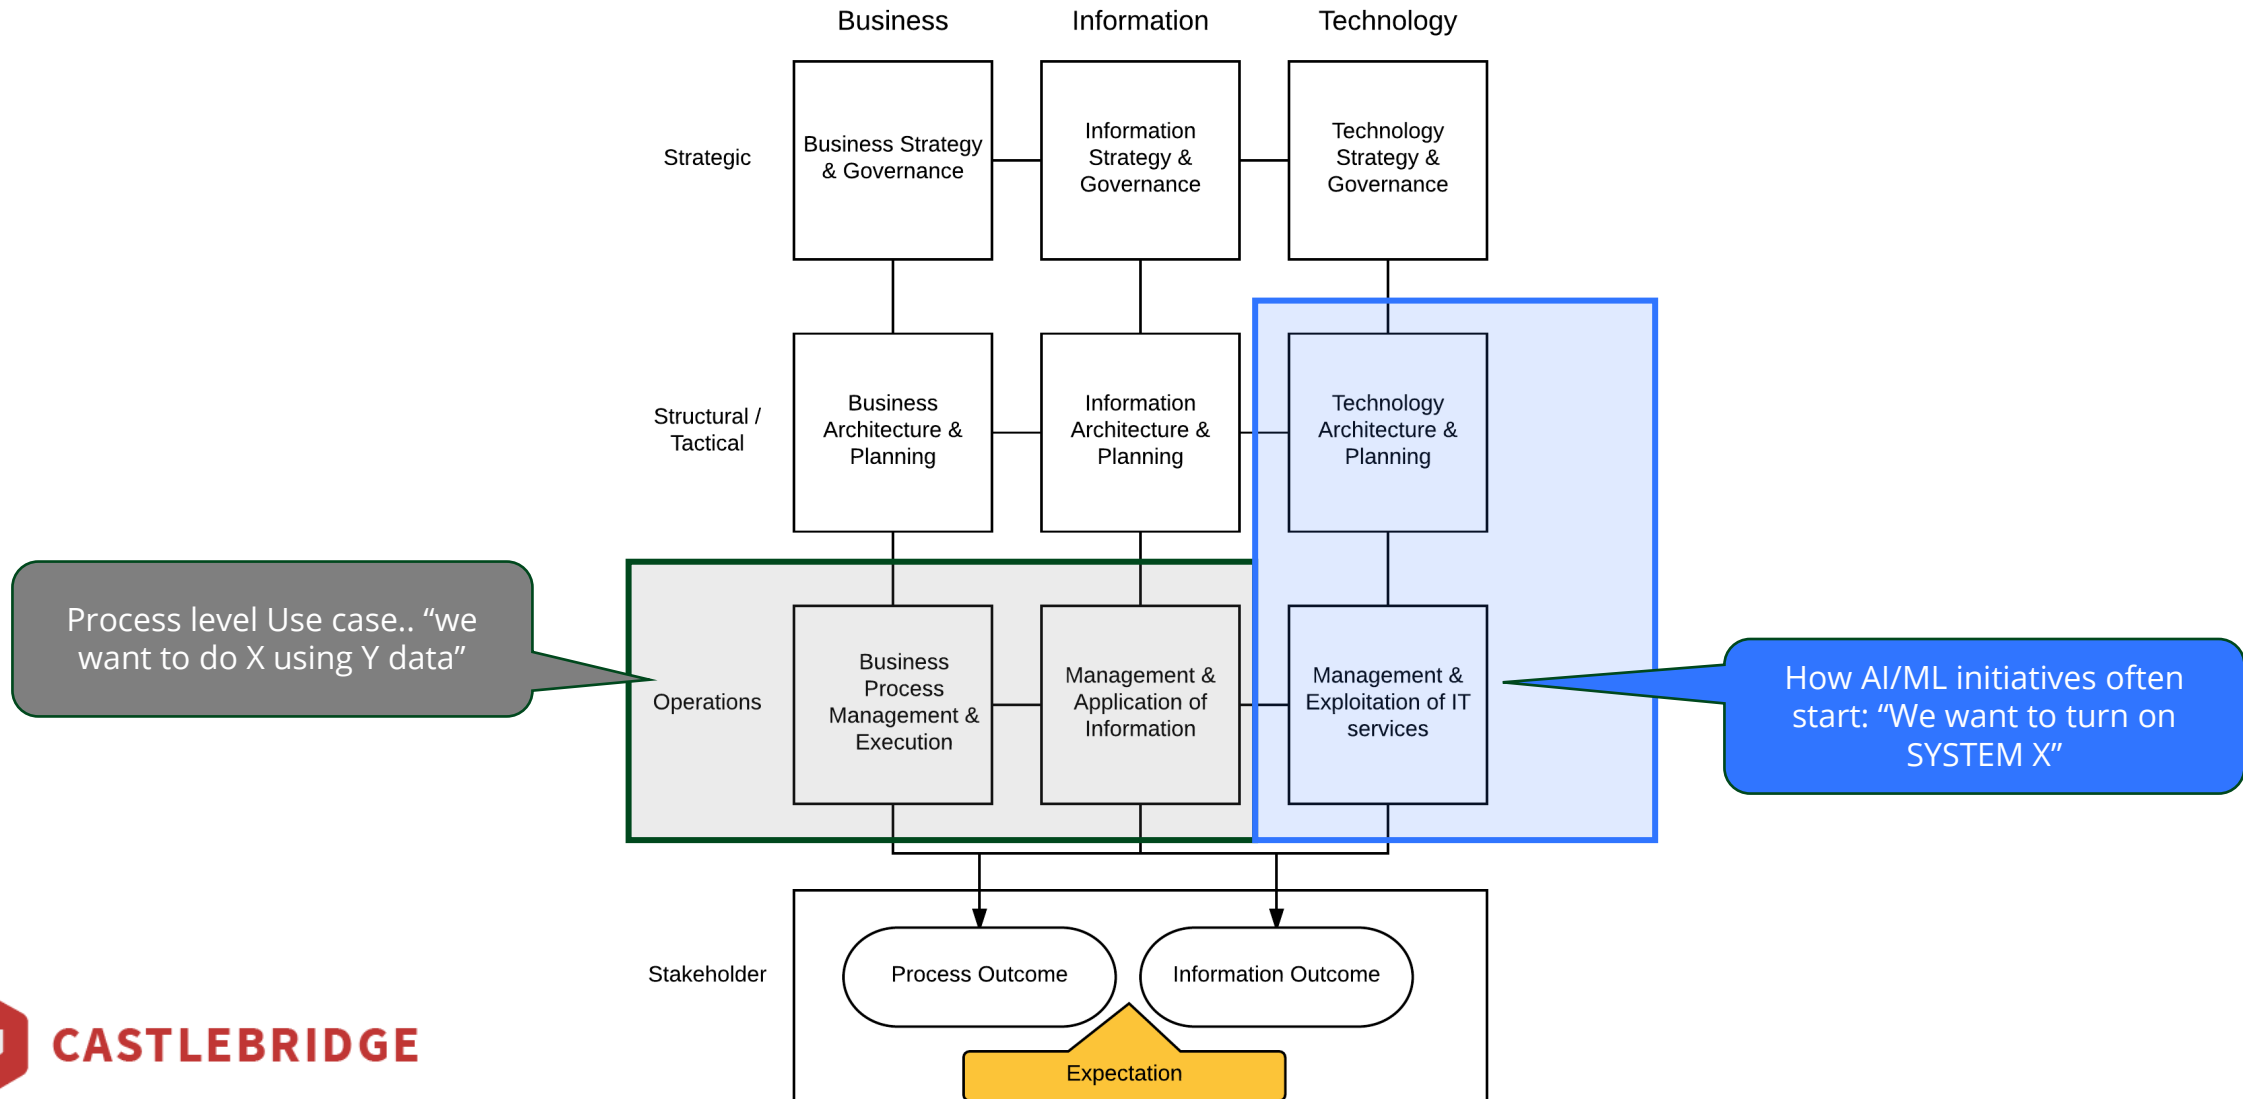 Business
Information
Technology
Strategic
Business Strategy
& Governance
Information
Strategy &
Governance
Technology
Strategy &
Governance
Structural /
Tactical
Business
Architecture &
Planning
Information
Architecture &
Planning
Technology
Architecture &
Planning
Process level Use case.. “we
want to do X using Y data”
Operations
Business
Process
Management &
Execution
Management &
Application of
Information
Management &
Exploitation of IT
services
How AI/ML initiatives often
start: “We want to turn on
SYSTEM X”
Stakeholder
Process Outcome
Information Outcome
Expectation
CASTLEBRIDGE